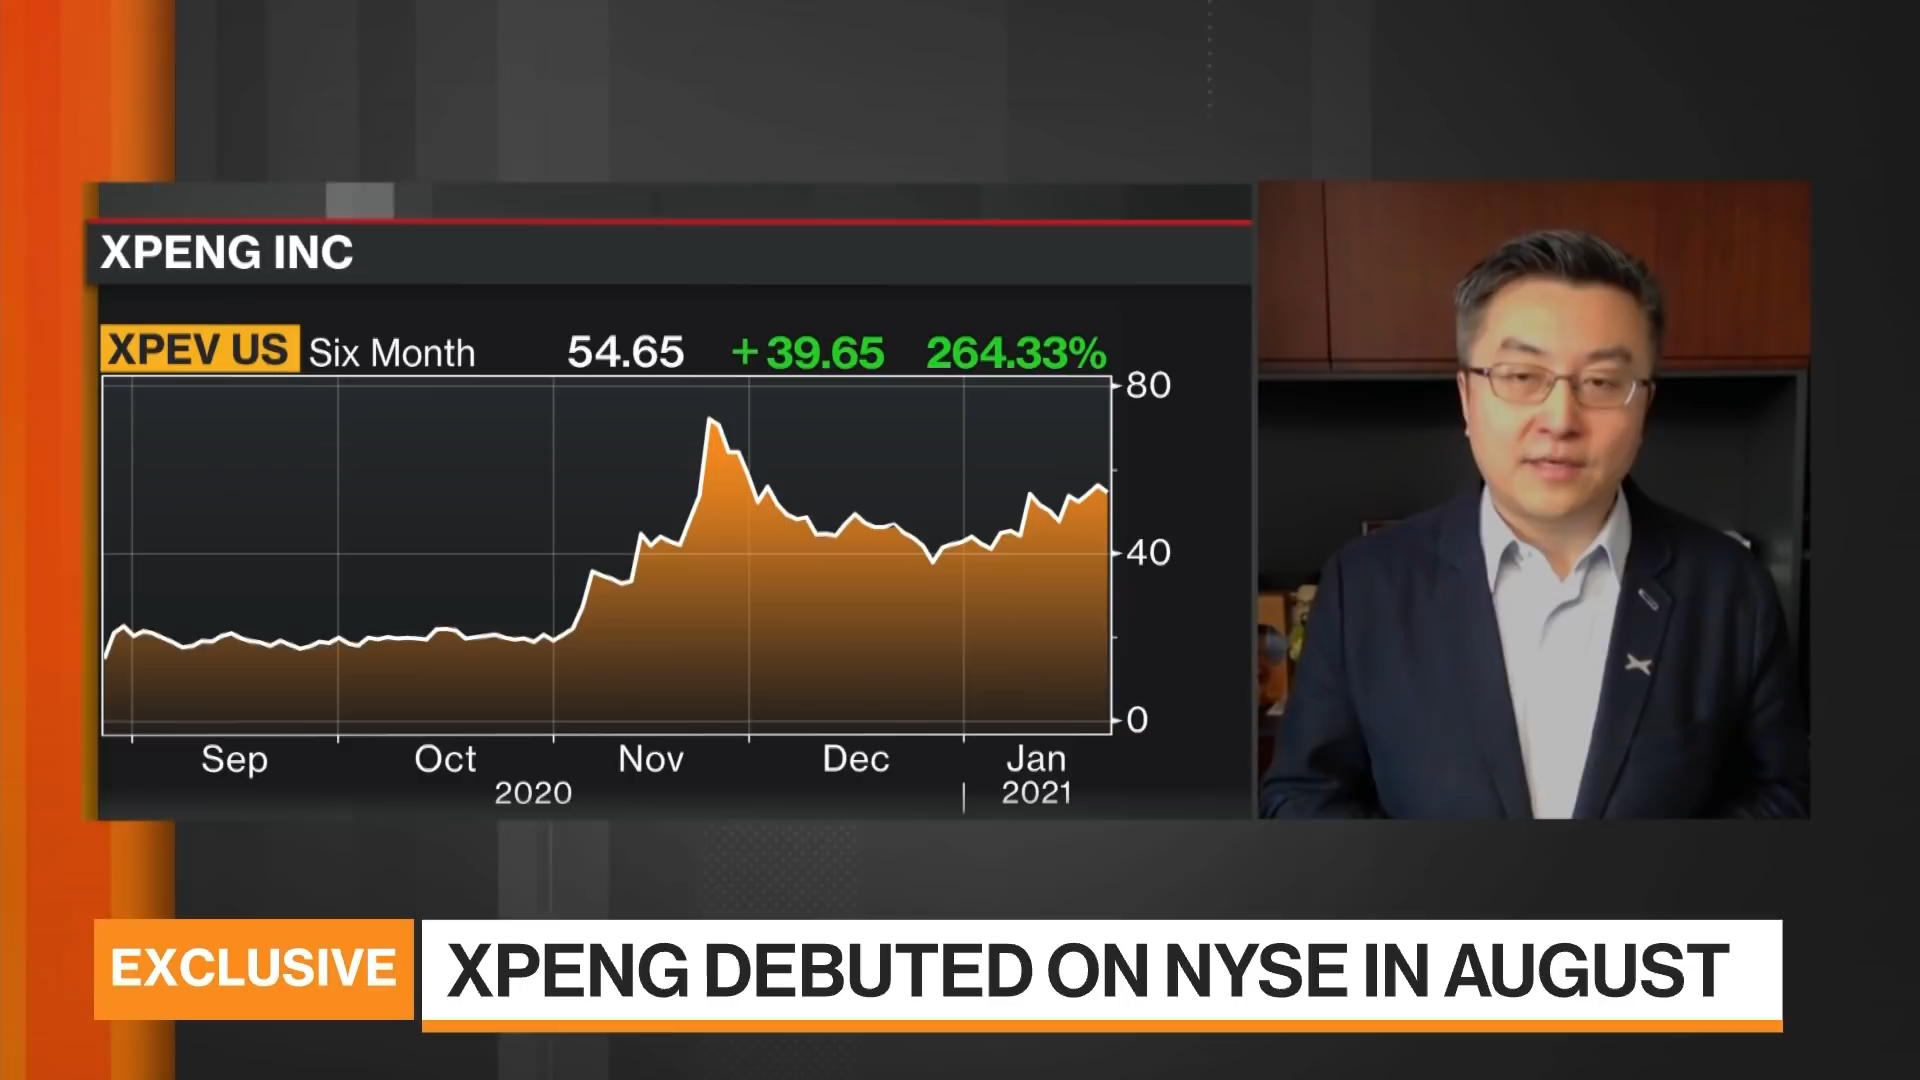 XPENG INC
XPEV US Six Month 54.65 +39.65 264.33%
80
40
0
Sep Oct Nov Dec Jan
2020 2021
EXCLUSIVE XPENG DEBUTED ON NYSE IN AUGUST